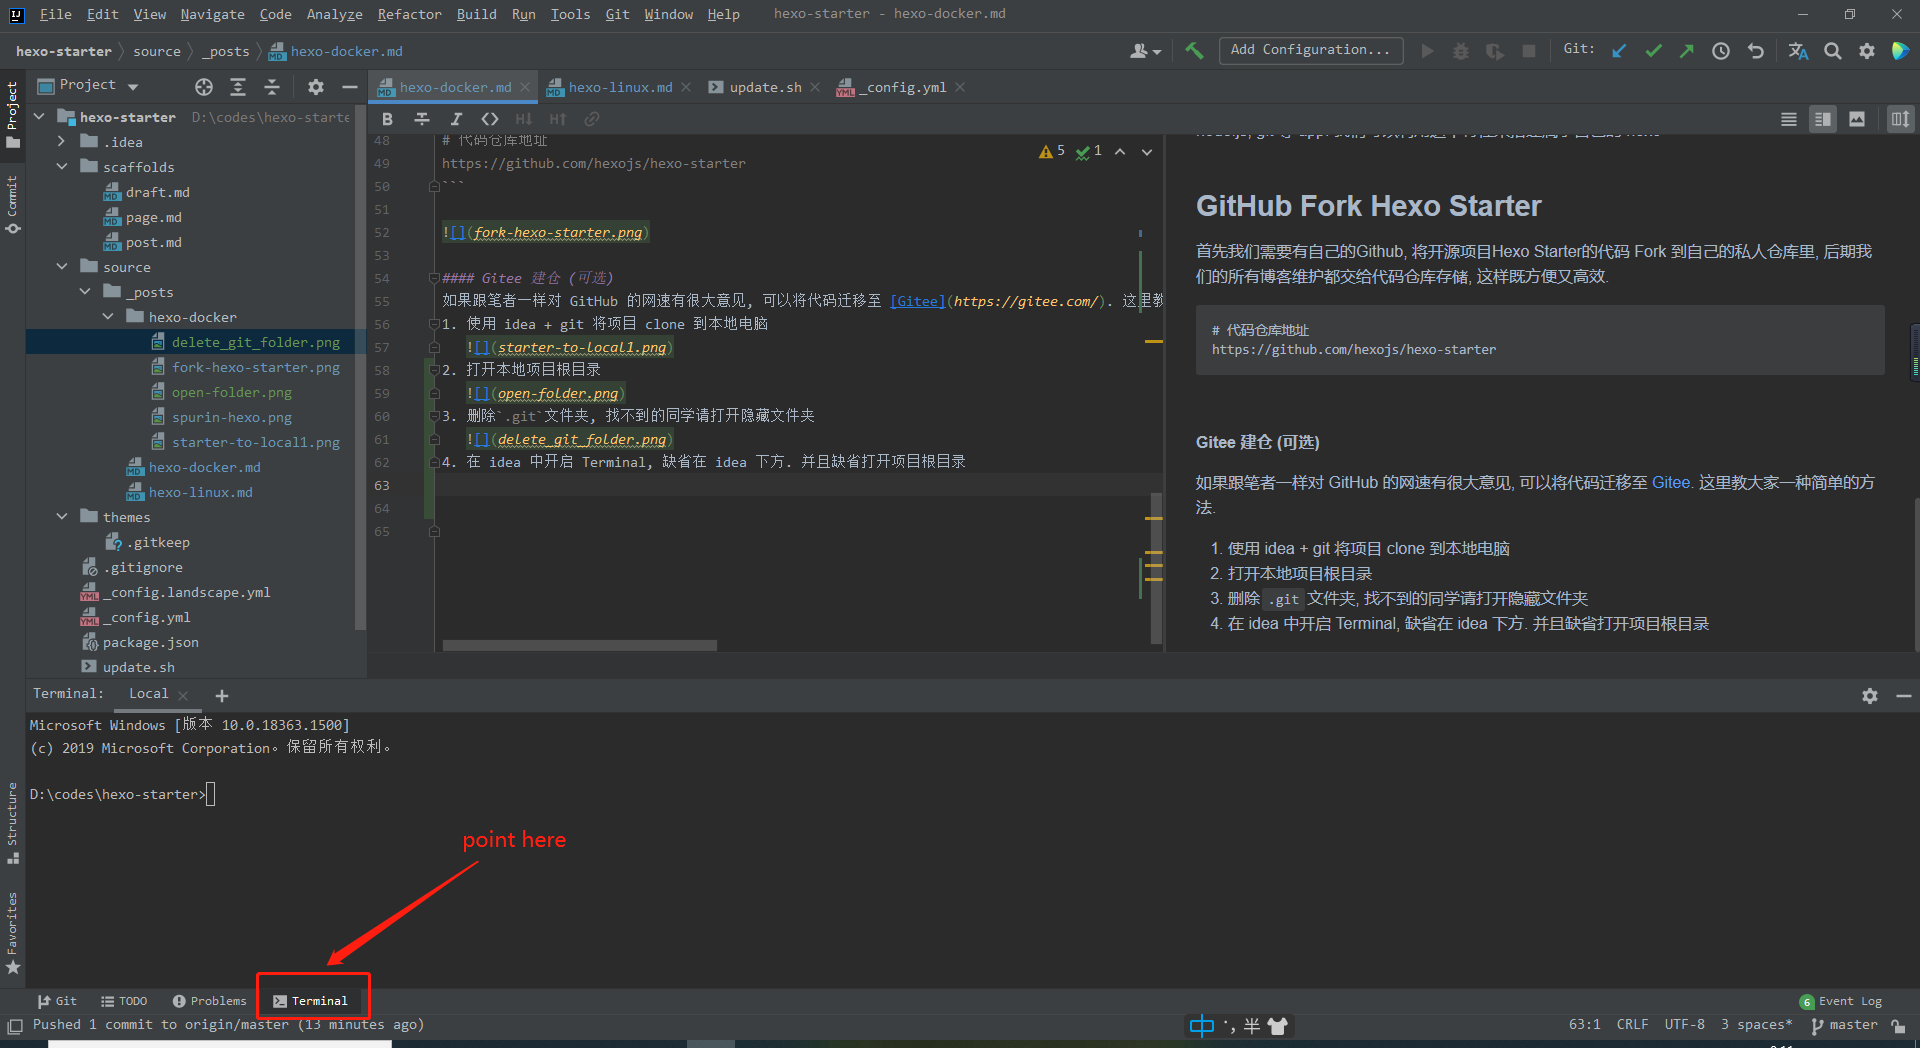 File Edit View Navigate Code Analyze Refactor Build Run Tools Git Window Help hexo-starter - hexo-docker.md
hexo-starter source _posts hexo-docker.md Add Configuration... Git:
Project
Commit
Structure
Favorites
Project
hexo-starter D:\codes\hexo-starte
.idea
scaffolds
draft.md
page.md
post.md
source
_posts
hexo-docker
delete_git_folder.png
fork-hexo-starter.png
open-folder.png
spurin-hexo.png
starter-to-local1.png
hexo-docker.md
hexo-linux.md
themes
.gitkeep
.gitignore
_config.landscape.yml
_config.yml
package.json
update.sh
hexo-docker.md hexo-linux.md update.sh _config.yml
B I H↓ H↑
5 1
48 # 代码仓库地址
49 https://github.com/hexojs/hexo-starter
50 ```
51
52 ![](fork-hexo-starter.png)
53
54 #### Gitee 建仓 (可选)
55 如果跟笔者一样对 GitHub 的网速有很大意见, 可以将代码迁移至 [Gitee](https://gitee.com/). 这里教
56 1. 使用 idea + git 将项目 clone 到本地电脑
57 ![](starter-to-local1.png)
58 2. 打开本地项目根目录
59 ![](open-folder.png)
60 3. 删除`.git`文件夹, 找不到的同学请打开隐藏文件夹
61 ![](delete_git_folder.png)
62 4. 在 idea 中开启 Terminal, 缺省在 idea 下方. 并且缺省打开项目根目录
63
64
65
GitHub Fork Hexo Starter
首先我们需要有自己的Github, 将开源项目Hexo Starter的代码 Fork 到自己的私人仓库里, 后期我
们的所有博客维护都交给代码仓库存储, 这样既方便又高效.
# 代码仓库地址
https://github.com/hexojs/hexo-starter
Gitee 建仓 (可选)
如果跟笔者一样对 GitHub 的网速有很大意见, 可以将代码迁移至 Gitee. 这里教大家一种简单的方
法.
1. 使用 idea + git 将项目 clone 到本地电脑
2. 打开本地项目根目录
3. 删除 .git 文件夹, 找不到的同学请打开隐藏文件夹
4. 在 idea 中开启 Terminal, 缺省在 idea 下方. 并且缺省打开项目根目录
Terminal: Local
Microsoft Windows [版本 10.0.18363.1500]
(c) 2019 Microsoft Corporation。保留所有权利。
D:\codes\hexo-starter>
point here
Git TODO Problems Terminal 6 Event Log
Pushed 1 commit to origin/master (13 minutes ago) 中 半 63:1 CRLF UTF-8 3 spaces* master